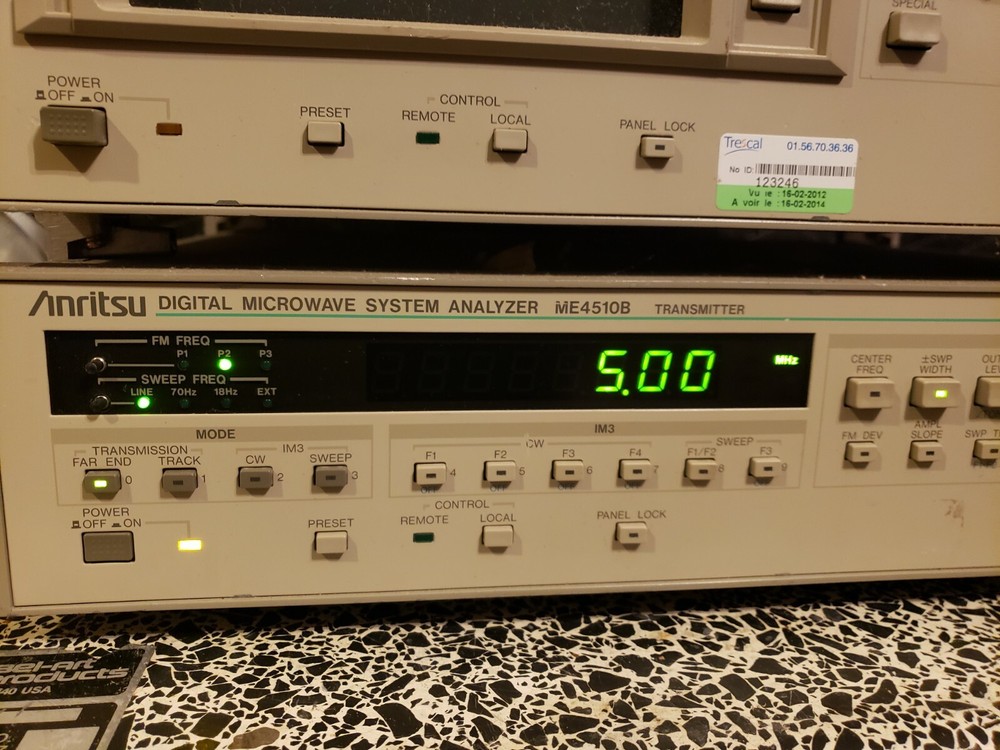 SPECIAL
POWER
OFF ON
PRESET
CONTROL
REMOTE LOCAL
PANEL LOCK
Trescal 01.56.70.36.36
No ID:
123246
Vu le : 16-02-2012
A voir le : 16-02-2014
Anritsu DIGITAL MICROWAVE SYSTEM ANALYZER ME4510B TRANSMITTER
FM FREQ
P1 P2 P3
SWEEP FREQ
LINE 70Hz 18Hz EXT
5.00 MHz
CENTER FREQ
±SWP WIDTH
FM DEV
AMPL SLOPE
MODE
TRANSMISSION IM3
FAR END 0 TRACK 1 CW 2 SWEEP 3
IM3
CW SWEEP
F1 4 F2 5 F3 6 F4 7 F1/F2 8 F3 9
POWER
OFF ON
PRESET
CONTROL
REMOTE LOCAL
PANEL LOCK
USA